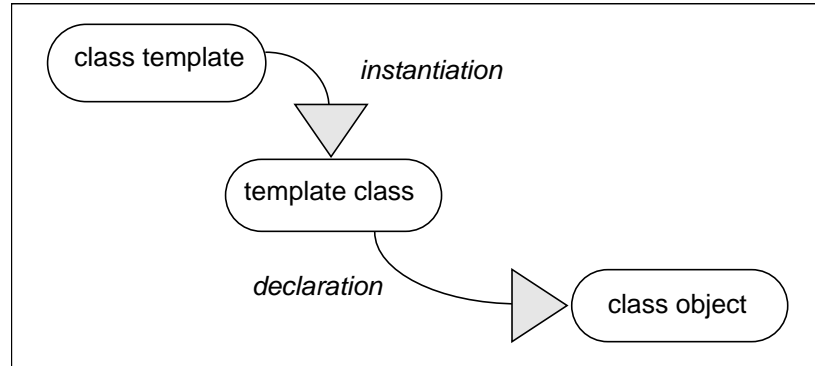 class template
instantiation
template class
declaration
class object